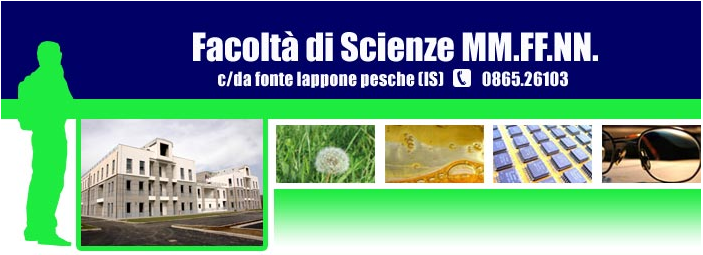 Facoltà di Scienze MM.FF.NN.
c/da fonte lappone pesche (IS) 0865.26103